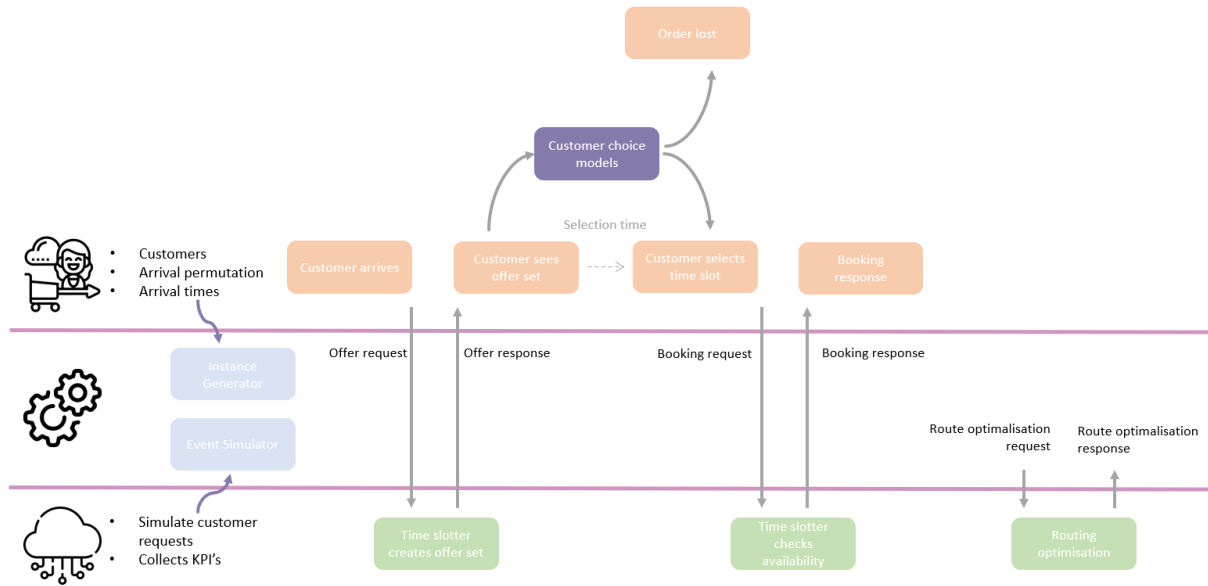 Order lost
Customer choice
models
Selection time
• Customers
• Arrival permutation
• Arrival times
Customer arrives
Customer sees
offer set
Customer selects
time slot
Booking
response
Offer request
Offer response
Booking request
Booking response
Instance
Generator
Event Simulator
Route optimalisation
request
Route optimalisation
response
• Simulate customer
requests
• Collects KPI's
Time slotter
creates offer set
Time slotter
checks
availability
Routing
optimisation